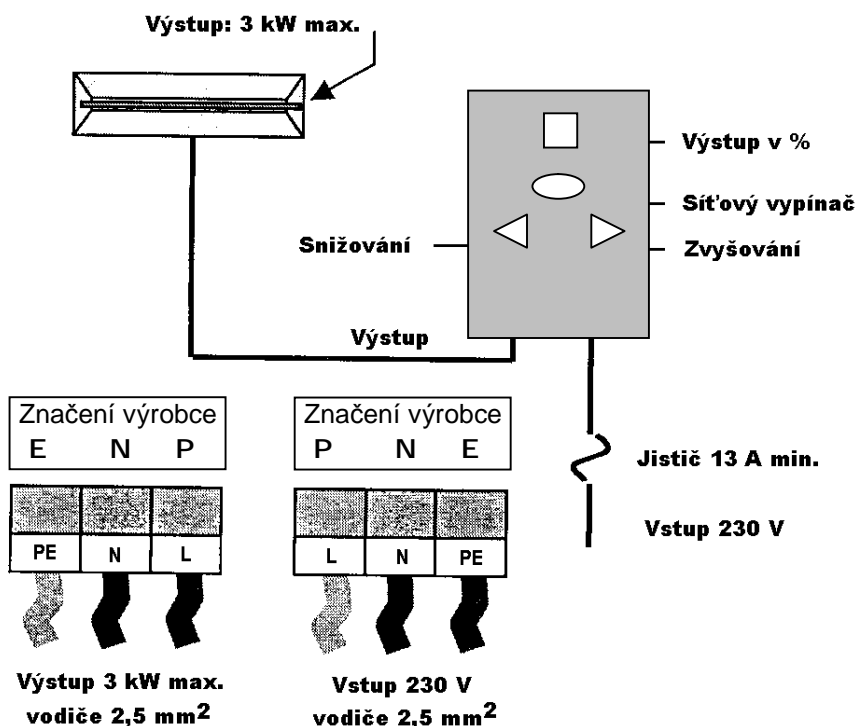 Výstup: 3 kW max.
Výstup v %
Síťový vypínač
Snižování
Zvyšování
Výstup
Značení výrobce
E N P
Značení výrobce
P N E
Jistič 13 A min.
Vstup 230 V
PE N L
L N PE
Výstup 3 kW max.
vodiče 2,5 mm²
Vstup 230 V
vodiče 2,5 mm²